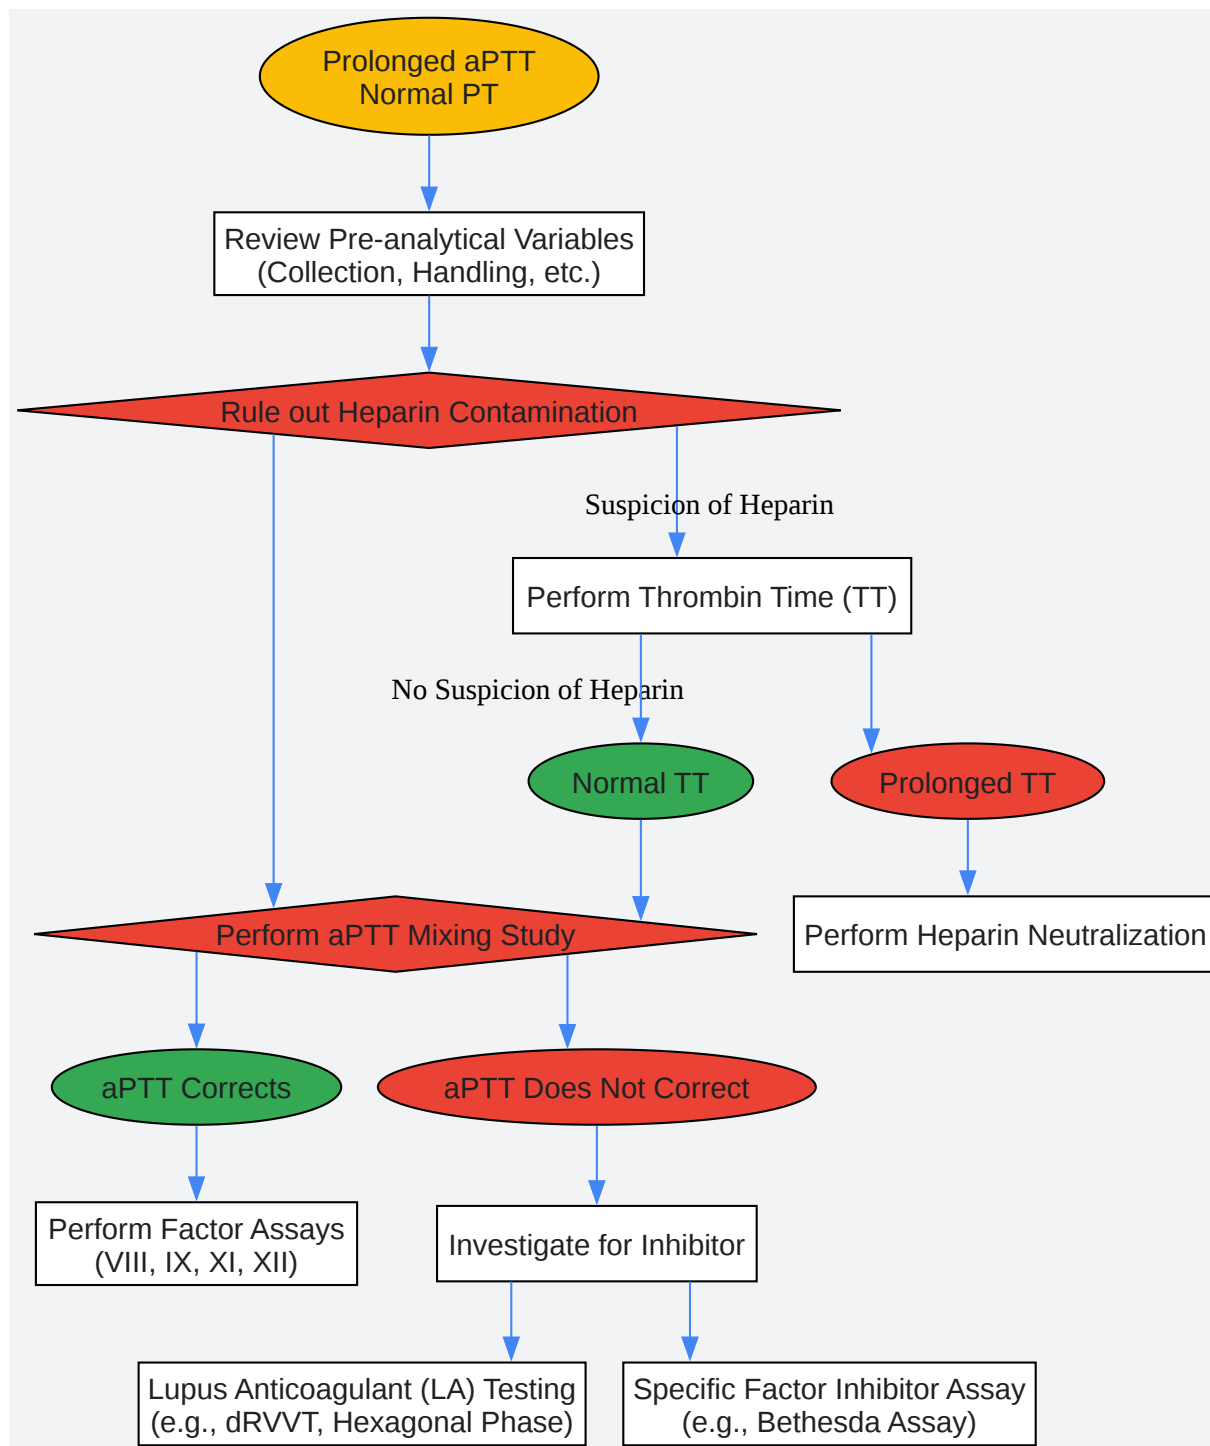 Prolonged aPTT
Normal PT
Review Pre-analytical Variables
(Collection, Handling, etc.)
Rule out Heparin Contamination
Suspicion of Heparin
Perform Thrombin Time (TT)
No Suspicion of Heparin
Normal TT
Prolonged TT
Perform aPTT Mixing Study
Perform Heparin Neutralization
aPTT Corrects
aPTT Does Not Correct
Perform Factor Assays
(VIII, IX, XI, XII)
Investigate for Inhibitor
Lupus Anticoagulant (LA) Testing
(e.g., dRVVT, Hexagonal Phase)
Specific Factor Inhibitor Assay
(e.g., Bethesda Assay)